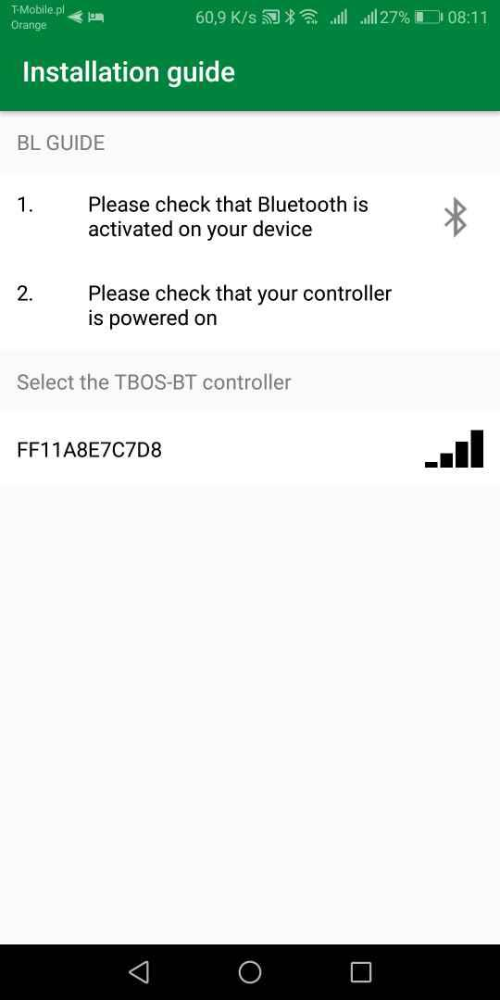 T-Mobile.pl
Orange
60,9 K/s
27%
08:11
Installation guide
BL GUIDE
1. Please check that Bluetooth is
activated on your device
2. Please check that your controller
is powered on
Select the TBOS-BT controller
FF11A8E7C7D8